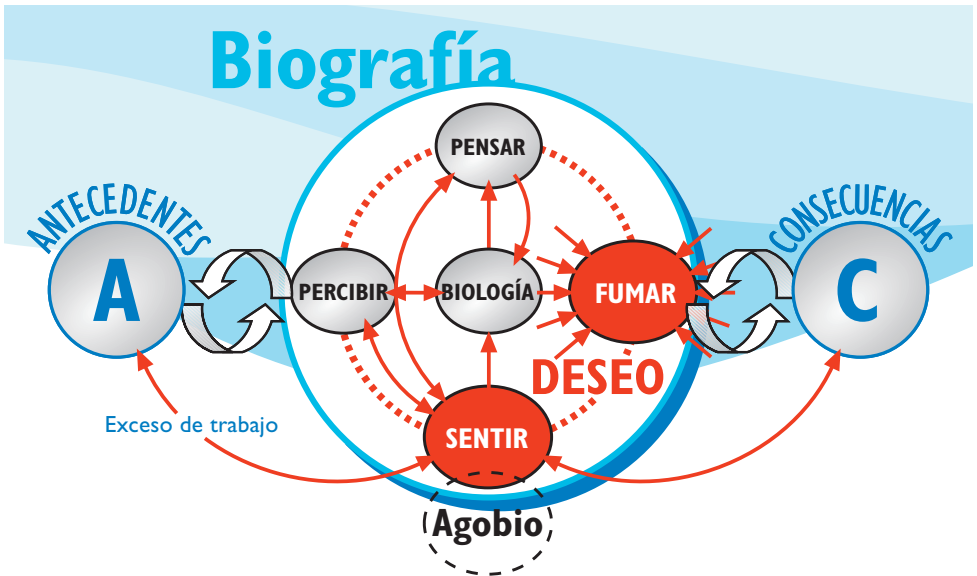 Biografía
PENSAR
ANTECEDENTES
CONSECUENCIAS
A
PERCIBIR
BIOLOGÍA
FUMAR
C
DESEO
Exceso de trabajo
SENTIR
Agobio